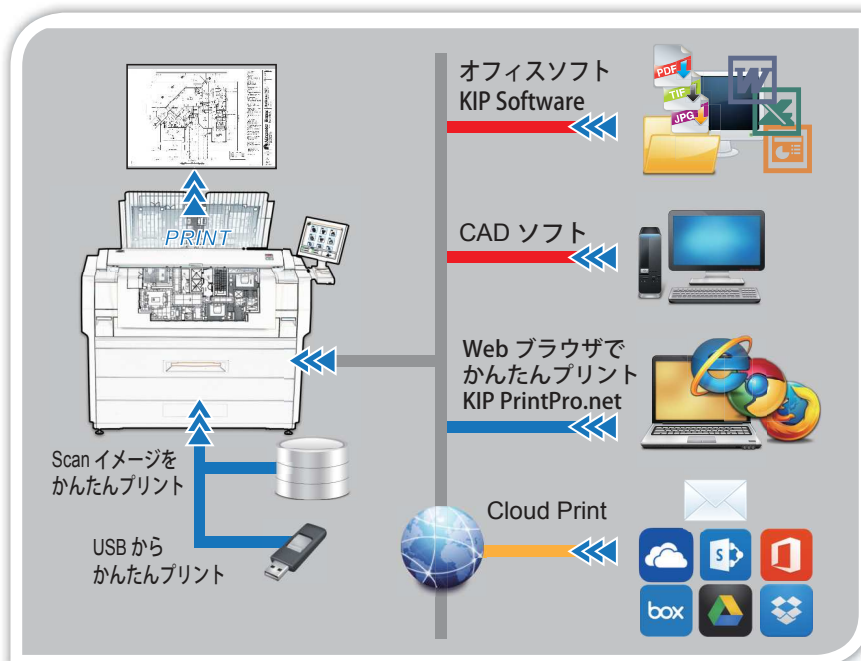 オフィスソフト
KIP Software
PDF
TIF
JPG
W
X
PRINT
CAD ソフト
Web ブラウザで
かんたんプリント
KIP PrintPro.net
Scan イメージを
かんたんプリント
USB から
かんたんプリント
Cloud Print
S
box